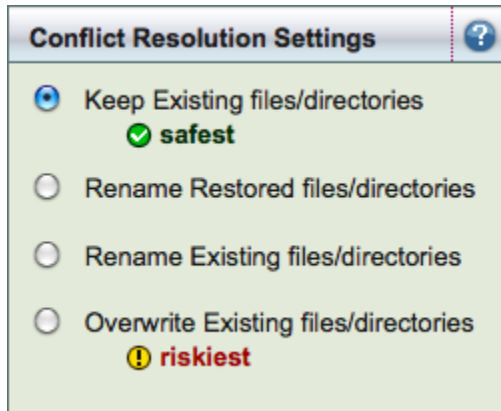 Conflict Resolution Settings ?
Keep Existing files/directories
safest
Rename Restored files/directories
Rename Existing files/directories
Overwrite Existing files/directories
! riskiest